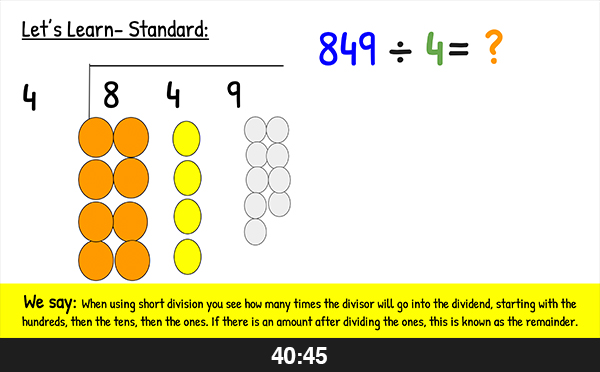 Let's Learn- Standard:
849 ÷ 4= ?
4 8 4 9
We say: When using short division you see how many times the divisor will go into the dividend, starting with the
hundreds, then the tens, then the ones. If there is an amount after dividing the ones, this is known as the remainder.
40:45